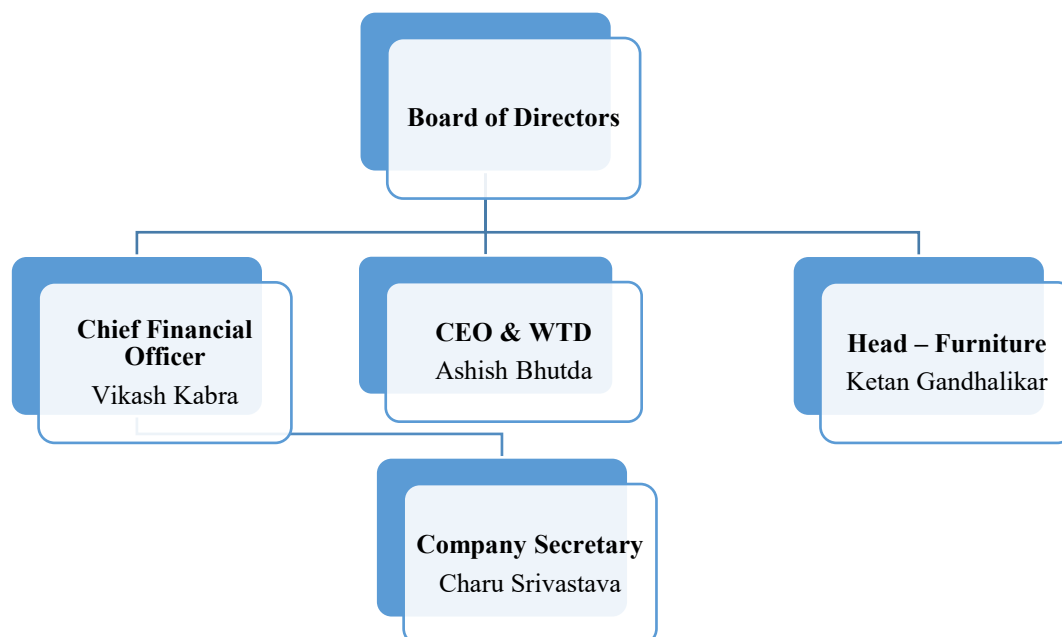 Board of Directors
Chief Financial
Officer
Vikash Kabra
CEO & WTD
Ashish Bhutda
Head – Furniture
Ketan Gandhalikar
Company Secretary
Charu Srivastava